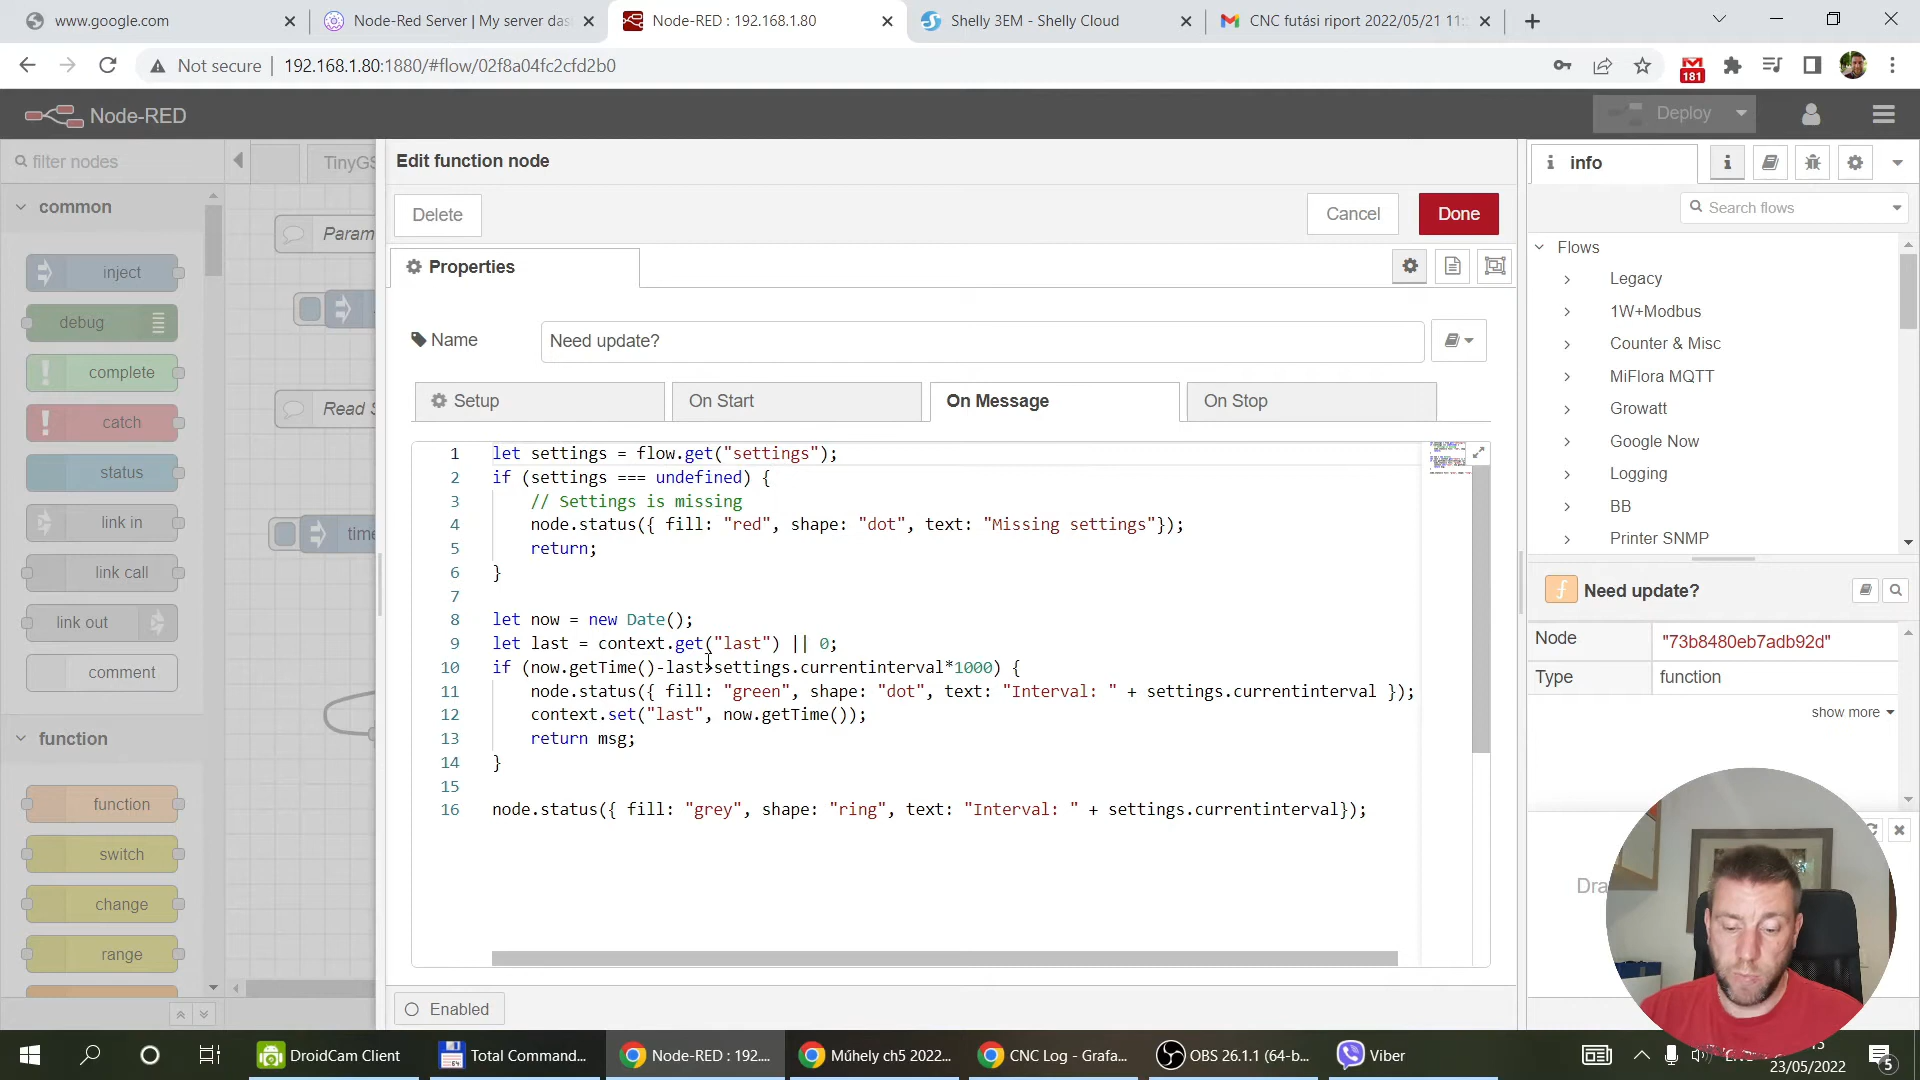 www.google.com
Node-Red Server | My server das
Node-RED : 192.168.1.80
Shelly 3EM - Shelly Cloud
CNC futási riport 2022/05/21 11:
Not secure
192.168.1.80:1880/#flow/02f8a04fc2cfd2b0
181
Node-RED
Deploy
filter nodes
TinyGS
common
inject
debug
complete
catch
status
link in
link call
link out
comment
function
function
switch
change
range
Param
Read S
time
Edit function node
Delete
Cancel
Done
Properties
Name
Need update?
Setup
On Start
On Message
On Stop
1 let settings = flow.get("settings");
2 if (settings === undefined) {
3 // Settings is missing
4 node.status({ fill: "red", shape: "dot", text: "Missing settings"});
5 return;
6 }
7
8 let now = new Date();
9 let last = context.get("last") || 0;
10 if (now.getTime()-last>settings.currentinterval*1000) {
11 node.status({ fill: "green", shape: "dot", text: "Interval: " + settings.currentinterval });
12 context.set("last", now.getTime());
13 return msg;
14 }
15
16 node.status({ fill: "grey", shape: "ring", text: "Interval: " + settings.currentinterval});
Enabled
info
Search flows
Flows
Legacy
1W+Modbus
Counter & Misc
MiFlora MQTT
Growatt
Google Now
Logging
BB
Printer SNMP
Need update?
Node "73b8480eb7adb92d"
Type function
show more
Dra
DroidCam Client
Total Command...
Node-RED : 192....
Műhely ch5 2022...
CNC Log - Grafa...
OBS 26.1.1 (64-b...
Viber
23/05/2022
5